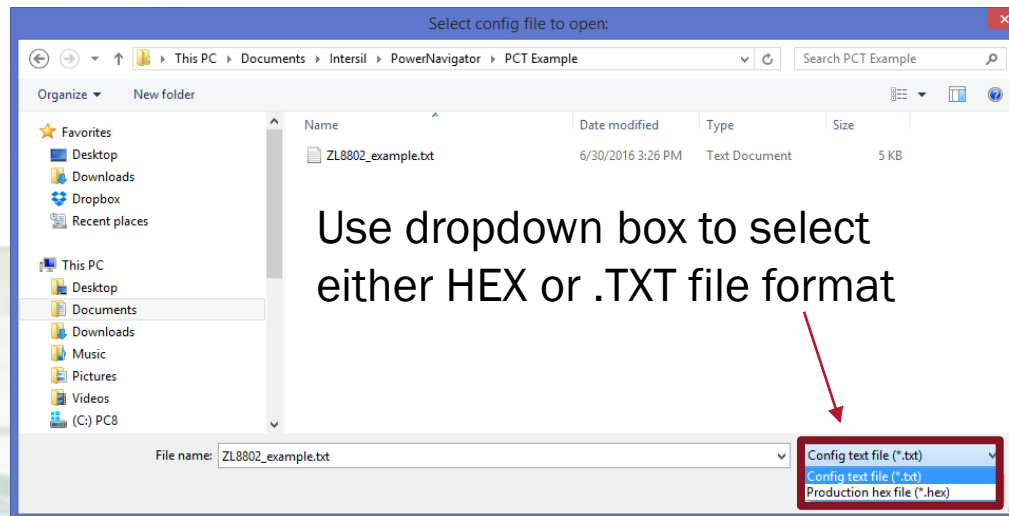 Select config file to open:
This PC Documents Intersil PowerNavigator PCT Example
Search PCT Example
Organize New folder
Name Date modified Type Size
Favorites
Desktop
Downloads
Dropbox
Recent places
This PC
Desktop
Documents
Downloads
Music
Pictures
Videos
(C:) PC8
ZL8802_example.txt 6/30/2016 3:26 PM Text Document 5 KB
Use dropdown box to select
either HEX or .TXT file format
File name: ZL8802_example.txt
Config text file (*.txt)
Config text file (*.txt)
Production hex file (*.hex)